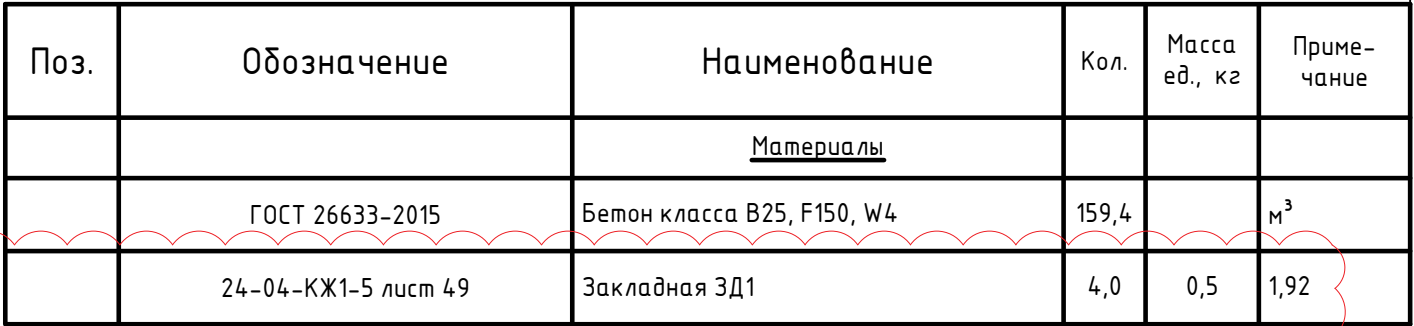 Поз. Обозначение Наименование Кол. Масса ед., кг Приме-чание
Материалы
ГОСТ 26633-2015 Бетон класса В25, F150, W4 159,4 м³
24-04-КЖ1-5 лист 49 Закладная ЗД1 4,0 0,5 1,92